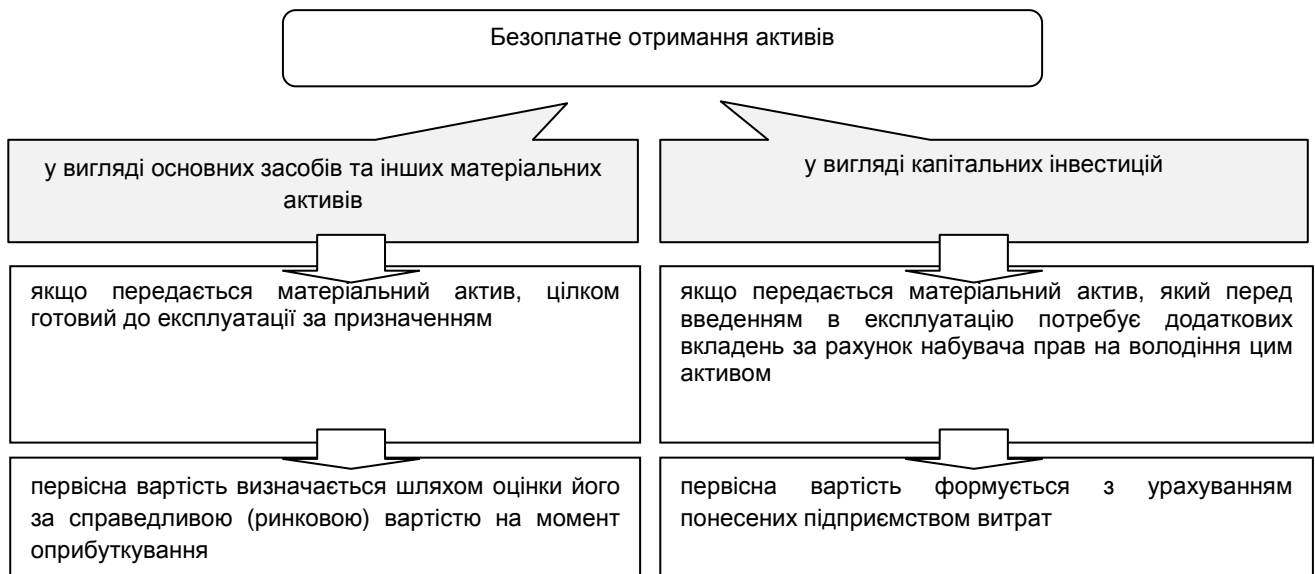 Безоплатне отримання активів
у вигляді основних засобів та інших матеріальних
активів
у вигляді капітальних інвестицій
якщо передається матеріальний актив, цілком
готовий до експлуатації за призначенням
якщо передається матеріальний актив, який перед
введенням в експлуатацію потребує додаткових
вкладень за рахунок набувача прав на володіння цим
активом
первісна вартість визначається шляхом оцінки його
за справедливою (ринковою) вартістю на момент
оприбуткування
первісна вартість формується з урахуванням
понесених підприємством витрат